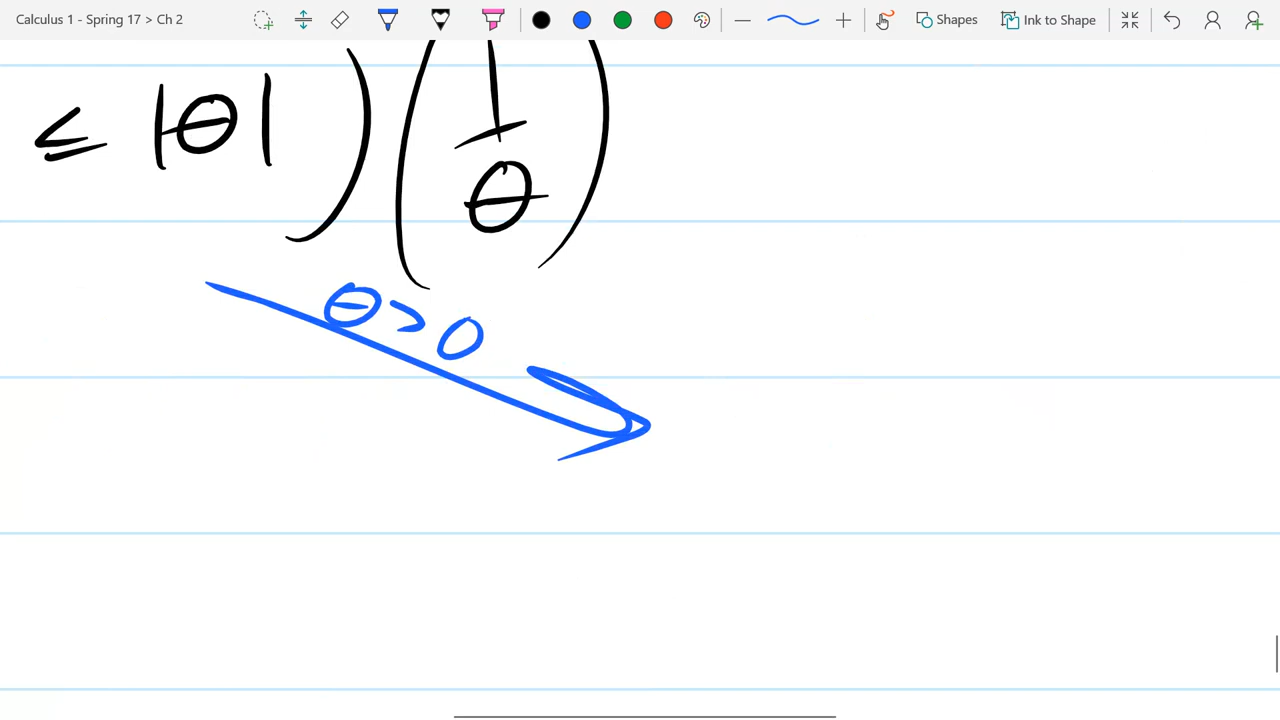 Calculus 1 - Spring 17 > Ch 2 Shapes Ink to Shape
≤ |θ| ) ( 1/θ )
θ > 0